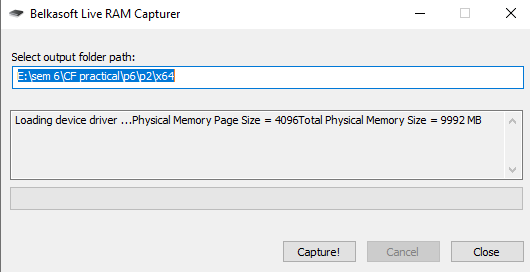 Belkasoft Live RAM Capturer
Select output folder path:
E:\sem 6\CF practical\p6\p2\x64
Loading device driver ...Physical Memory Page Size = 4096Total Physical Memory Size = 9992 MB
Capture!
Cancel
Close